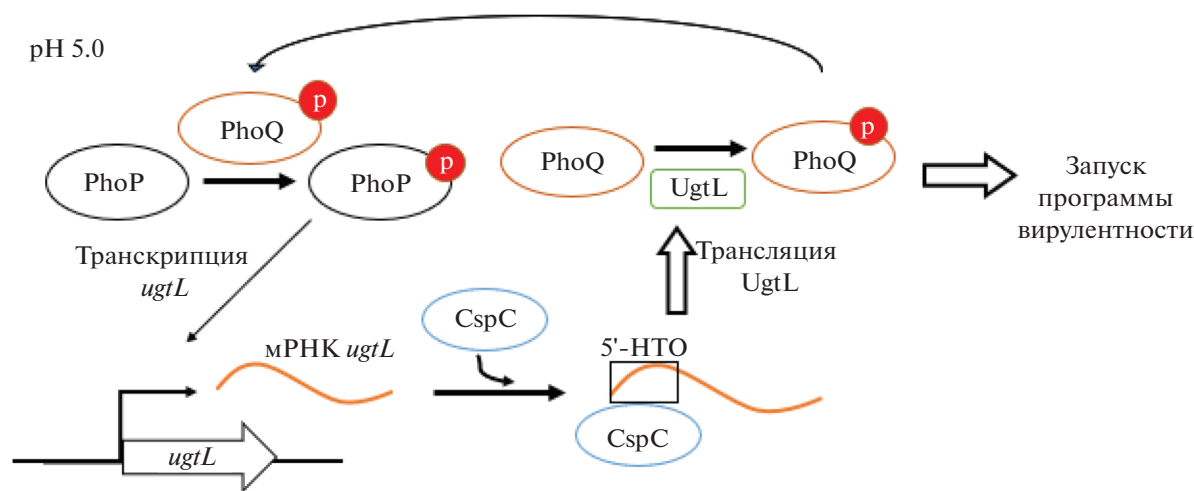 pH 5.0
PhoQ
p
PhoP
PhoP
p
PhoQ
UgtL
PhoQ
p
Запуск
программы
вирулентности
Транскрипция
ugtL
Трансляция
UgtL
мРНК ugtL
CspC
5'-НТО
CspC
ugtL